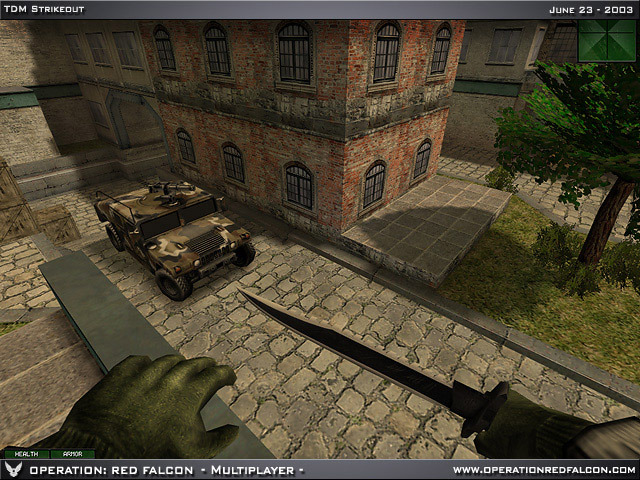 TDM Strikeout
June 23 - 2003
HEALTH
ARMOR
OPERATION: RED FALCON - MULTIPLAYER -
WWW.OPERATIONREDFALCON.COM